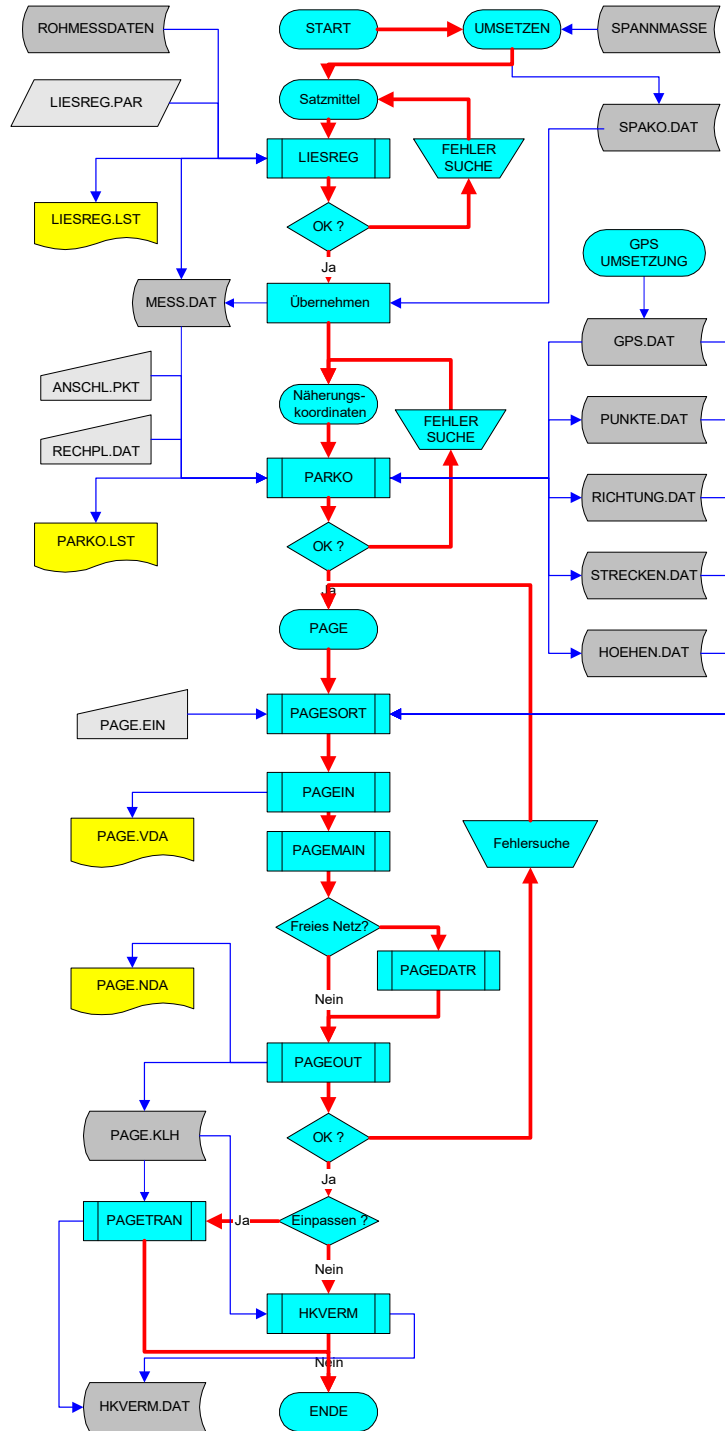 ROHMESSDATEN
START
UMSETZEN
SPANNMASSE
LIESREG.PAR
Satzmittel
SPAKO.DAT
LIESREG
FEHLER
SUCHE
LIESREG.LST
OK ?
Ja
GPS
UMSETZUNG
MESS.DAT
Übernehmen
GPS.DAT
ANSCHL.PKT
Näherungs-
koordinaten
FEHLER
SUCHE
PUNKTE.DAT
RECHPL.DAT
PARKO
RICHTUNG.DAT
PARKO.LST
OK ?
STRECKEN.DAT
Ja
PAGE
HOEHEN.DAT
PAGE.EIN
PAGESORT
PAGEIN
PAGE.VDA
PAGEMAIN
Fehlersuche
Freies Netz?
PAGEDATR
PAGE.NDA
Nein
PAGEOUT
PAGE.KLH
OK ?
Ja
PAGETRAN
Ja
Einpassen ?
Nein
HKVERM
Nein
HKVERM.DAT
ENDE